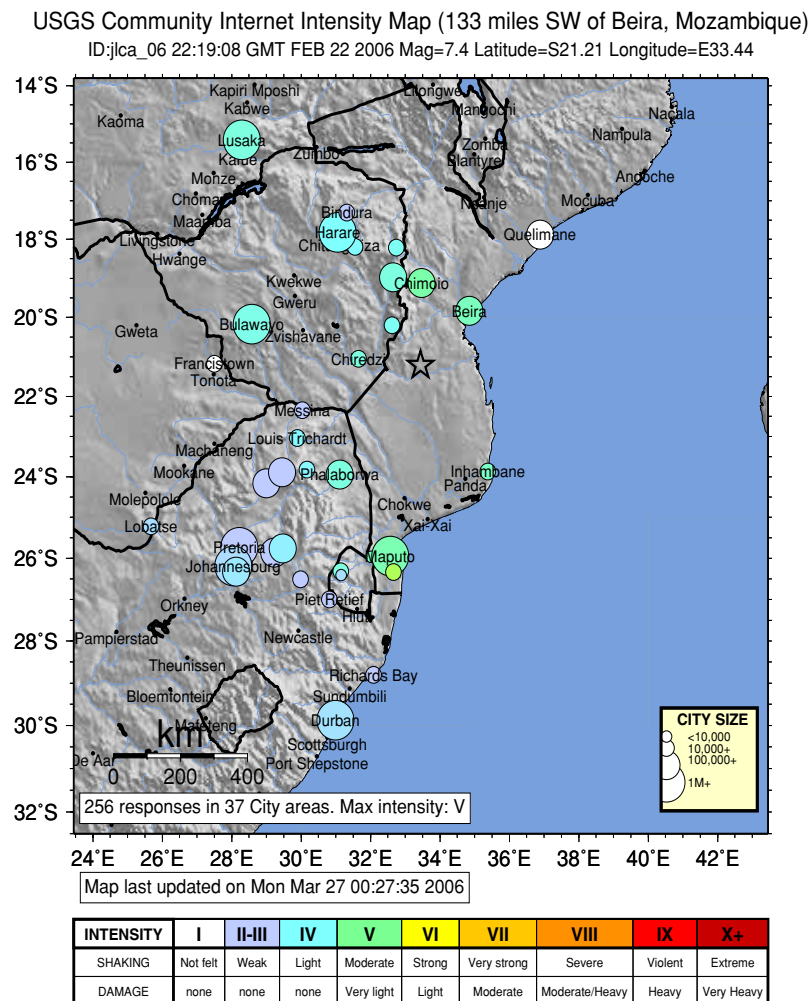 USGS Community Internet Intensity Map (133 miles SW of Beira, Mozambique)
ID:jlca_06 22:19:08 GMT FEB 22 2006 Mag=7.4 Latitude=S21.21 Longitude=E33.44
14°S
16°S
18°S
20°S
22°S
24°S
26°S
28°S
30°S
32°S
Kapiri Mposhi
Lilongwe
Kabwe
Mangochi
Nacala
Kaoma
Nampula
Lusaka
Zomba
Kafue
Zumbo
Blantyre
Monze
Angoche
Choma
Nsanje
Mocuba
Maamba
Bindura
Livingstone
Harare
Quelimane
Hwange
Kwekwe
Chimoio
Gweru
Beira
Gweta
Bulawayo
Zvishavane
Francistown
Chiredzi
Tonota
Messina
Machaneng
Louis Trichardt
Mookane
Phalaborwa
Inhambane
Panda
Molepolole
Chokwe
Lobatse
Xai-Xai
Pretoria
Maputo
Johannesburg
Orkney
Piet Retief
Hluti
Pampierstad
Newcastle
Theunissen
Richards Bay
Bloemfontein
Sundumbili
Mafeteng
Durban
Scottsburgh
De Aar
Port Shepstone
km
0 200 400
CITY SIZE
<10,000
10,000+
100,000+
1M+
256 responses in 37 City areas. Max intensity: V
24°E 26°E 28°E 30°E 32°E 34°E 36°E 38°E 40°E 42°E
Map last updated on Mon Mar 27 00:27:35 2006
INTENSITY I II-III IV V VI VII VIII IX X+
SHAKING Not felt Weak Light Moderate Strong Very strong Severe Violent Extreme
DAMAGE none none none Very light Light Moderate Moderate/Heavy Heavy Very Heavy